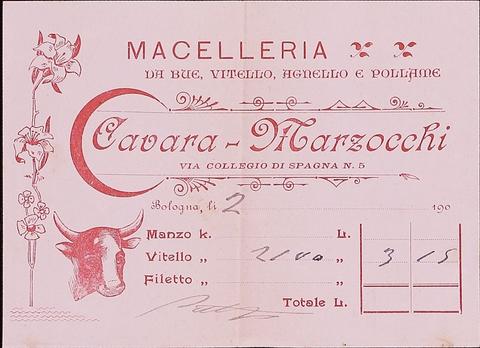 MACELLERIA
DA BUE, VITELLO, AGNELLO E POLLAME
Cavara - Marzocchi
VIA COLLEGIO DI SPAGNA N. 5
Bologna, li 2 190
Manzo k. L.
Vitello „ „ 3 15
Filetto „ „
Totale L.